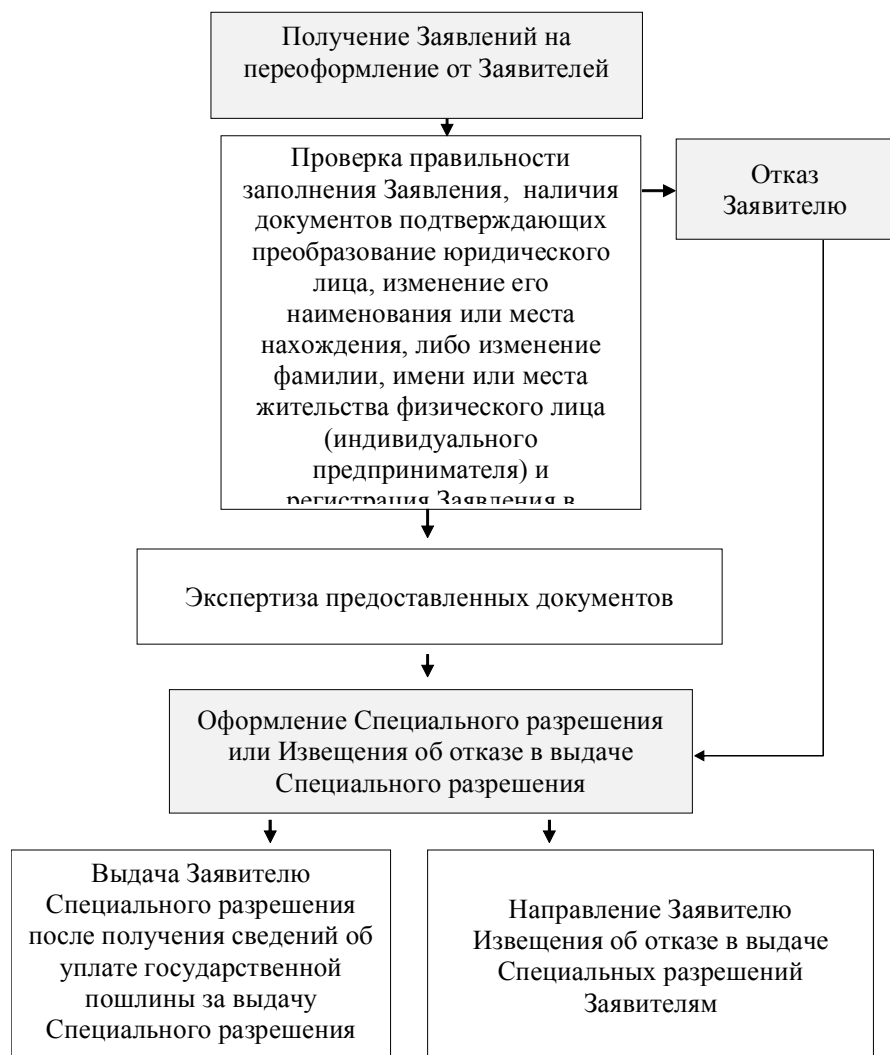 Получение Заявлений на
переоформление от Заявителей
Проверка правильности
заполнения Заявления, наличия
документов подтверждающих
преобразование юридического
лица, изменение его
наименования или места
нахождения, либо изменение
фамилии, имени или места
жительства физического лица
(индивидуального
предпринимателя) и
регистрация Заявления в
Отказ
Заявителю
Экспертиза предоставленных документов
Оформление Специального разрешения
или Извещения об отказе в выдаче
Специального разрешения
Выдача Заявителю
Специального разрешения
после получения сведений об
уплате государственной
пошлины за выдачу
Специального разрешения
Направление Заявителю
Извещения об отказе в выдаче
Специальных разрешений
Заявителям